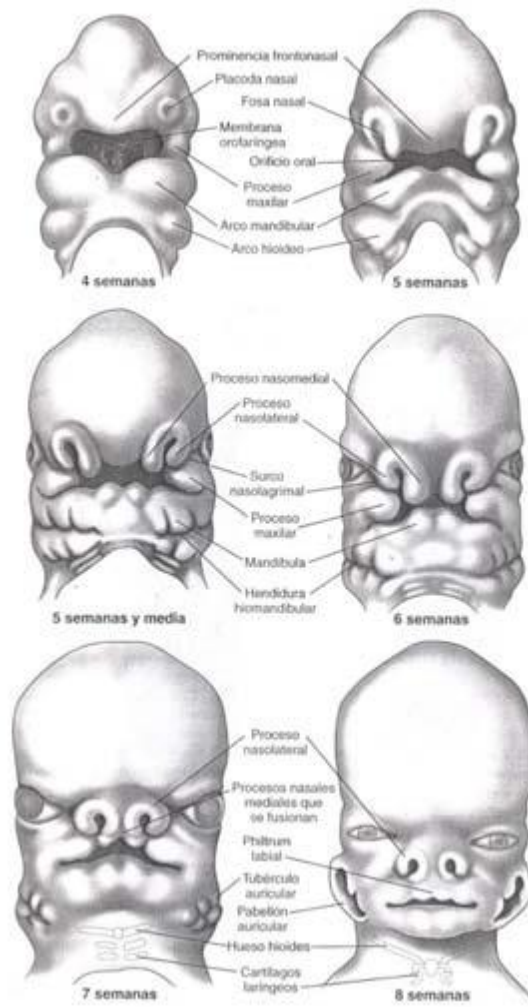 Prominencia frontonasal
Placoda nasal
Fosa nasal
Membrana
orofaríngea
Orificio oral
Proceso
maxilar
Arco mandibular
Arco hioideo
4 semanas
5 semanas
Proceso nasomedial
Proceso
nasolateral
Surco
nasolagrimal
Proceso
maxilar
Mandíbula
Hendidura
hiomandibular
5 semanas y media
6 semanas
Proceso
nasolateral
Procesos nasales
mediales que
se fusionan
Philtrum
labial
Tubérculo
auricular
Pabellón
auricular
Hueso hioides
Cartílagos
laríngeos
7 semanas
8 semanas